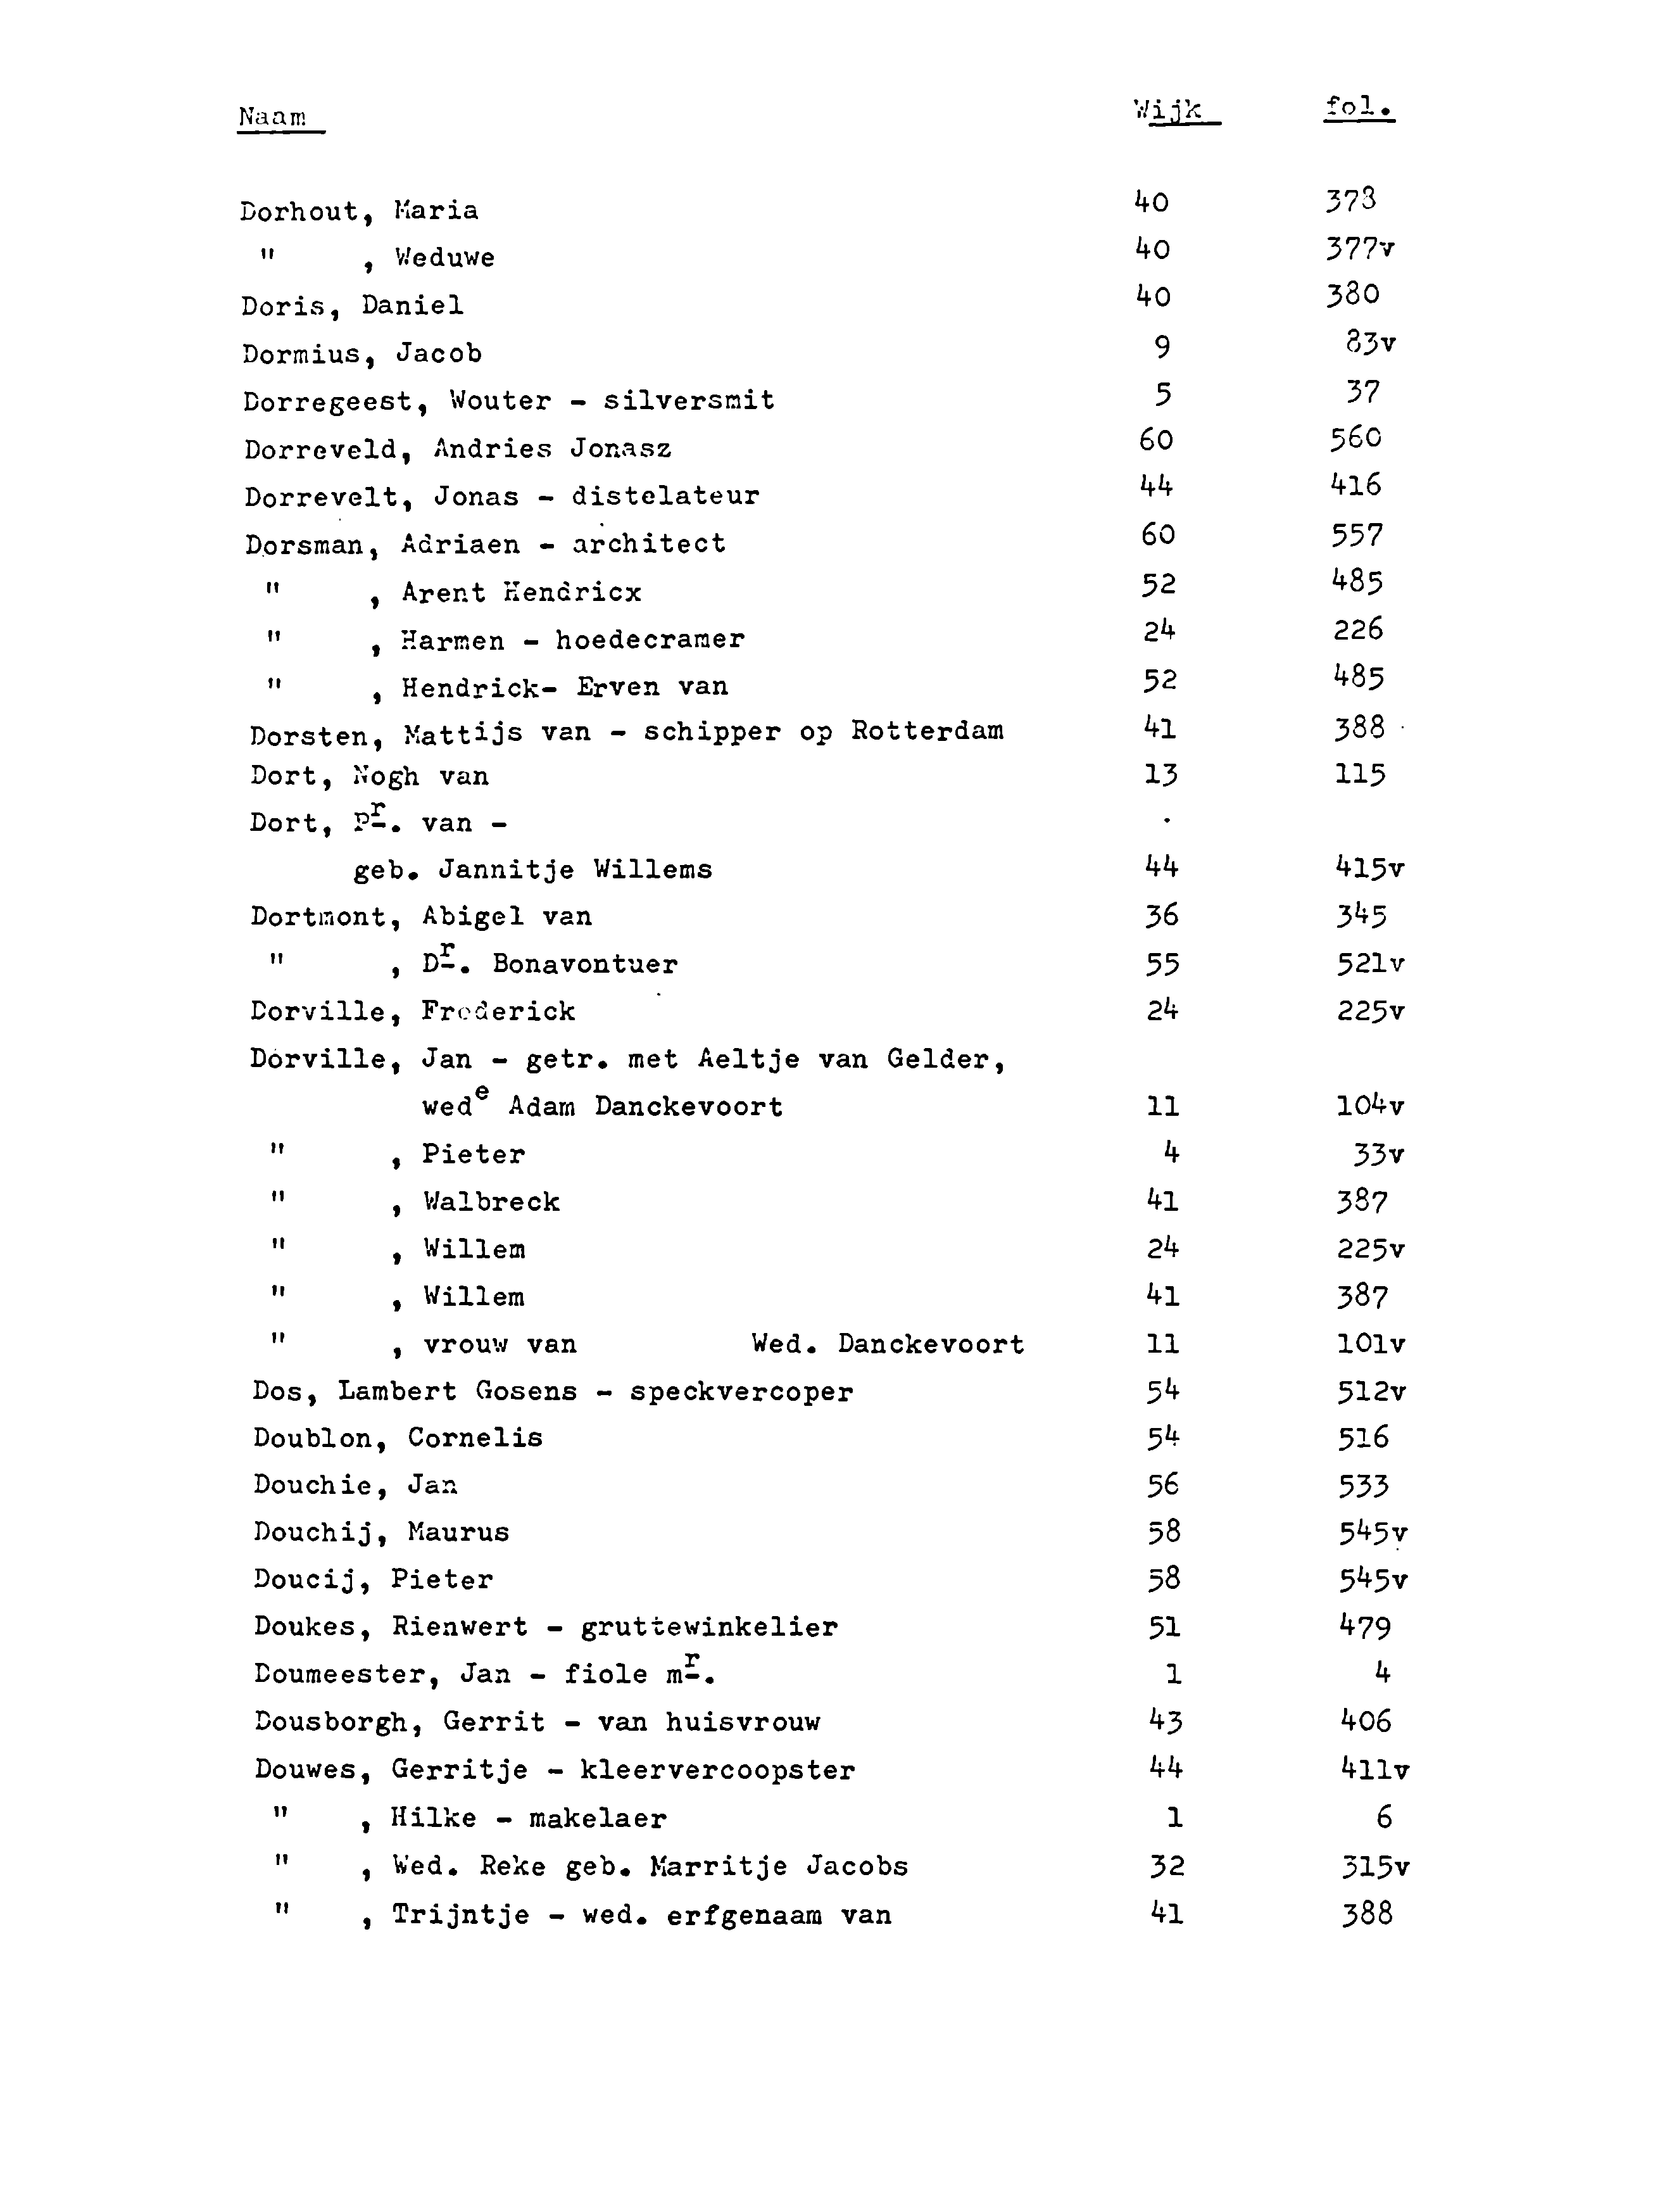 Naam Wijk fol.
Dorhout, Maria 40 378
" , Weduwe 40 377v
Doris, Daniel 40 380
Dormius, Jacob 9 83v
Dorregeest, Wouter - silversmit 5 37
Dorreveld, Andries Jonasz 60 560
Dorrevelt, Jonas - distelateur 44 416
Dorsman, Adriaen - architect 60 557
" , Arent Hendricx 52 485
" , Harmen - hoedecramer 24 226
" , Hendrick- Erven van 52 485
Dorsten, Mattijs van - schipper op Rotterdam 41 388
Dort, Nogh van 13 115
Dort, Pr. van -
geb. Jannitje Willems 44 415v
Dortmont, Abigel van 36 345
" , Dr. Bonavontuer 55 521v
Dorville, Frederick 24 225v
Dorville, Jan - getr. met Aeltje van Gelder,
wede Adam Danckevoort 11 104v
" , Pieter 4 33v
" , Walbreck 41 387
" , Willem 24 225v
" , Willem 41 387
" , vrouw van Wed. Danckevoort 11 101v
Dos, Lambert Gosens - speckvercoper 54 512v
Doublon, Cornelis 54 516
Douchie, Jan 56 533
Douchij, Maurus 58 545v
Doucij, Pieter 58 545v
Doukes, Rienwert - gruttewinkelier 51 479
Doumeester, Jan - fiole mr. 1 4
Dousborgh, Gerrit - van huisvrouw 43 406
Douwes, Gerritje - kleervercoopster 44 411v
" , Hilke - makelaer 1 6
" , Wed. Reke geb. Marritje Jacobs 32 315v
" , Trijntje - wed. erfgenaam van 41 388